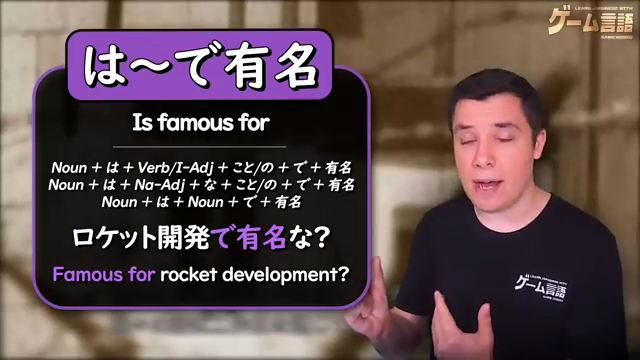 は～で有名
Is famous for
Noun + は + Verb/I-Adj + こと/の + で + 有名
Noun + は + Na-Adj + な + こと/の + で + 有名
Noun + は + Noun + で + 有名
ロケット開発で有名な?
Famous for rocket development?
LEARN JAPANESE WITH
ゲーム言語
GAME GENGO
ゲーム言語